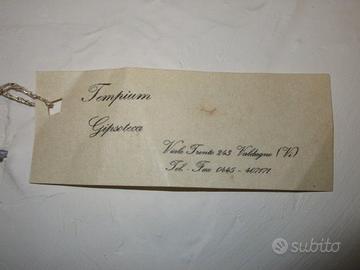 Tempium
Gipsoteca
Viale Trento 243 Valdagno (Vi)
Tel. - Fax 0445 - 407171
subito